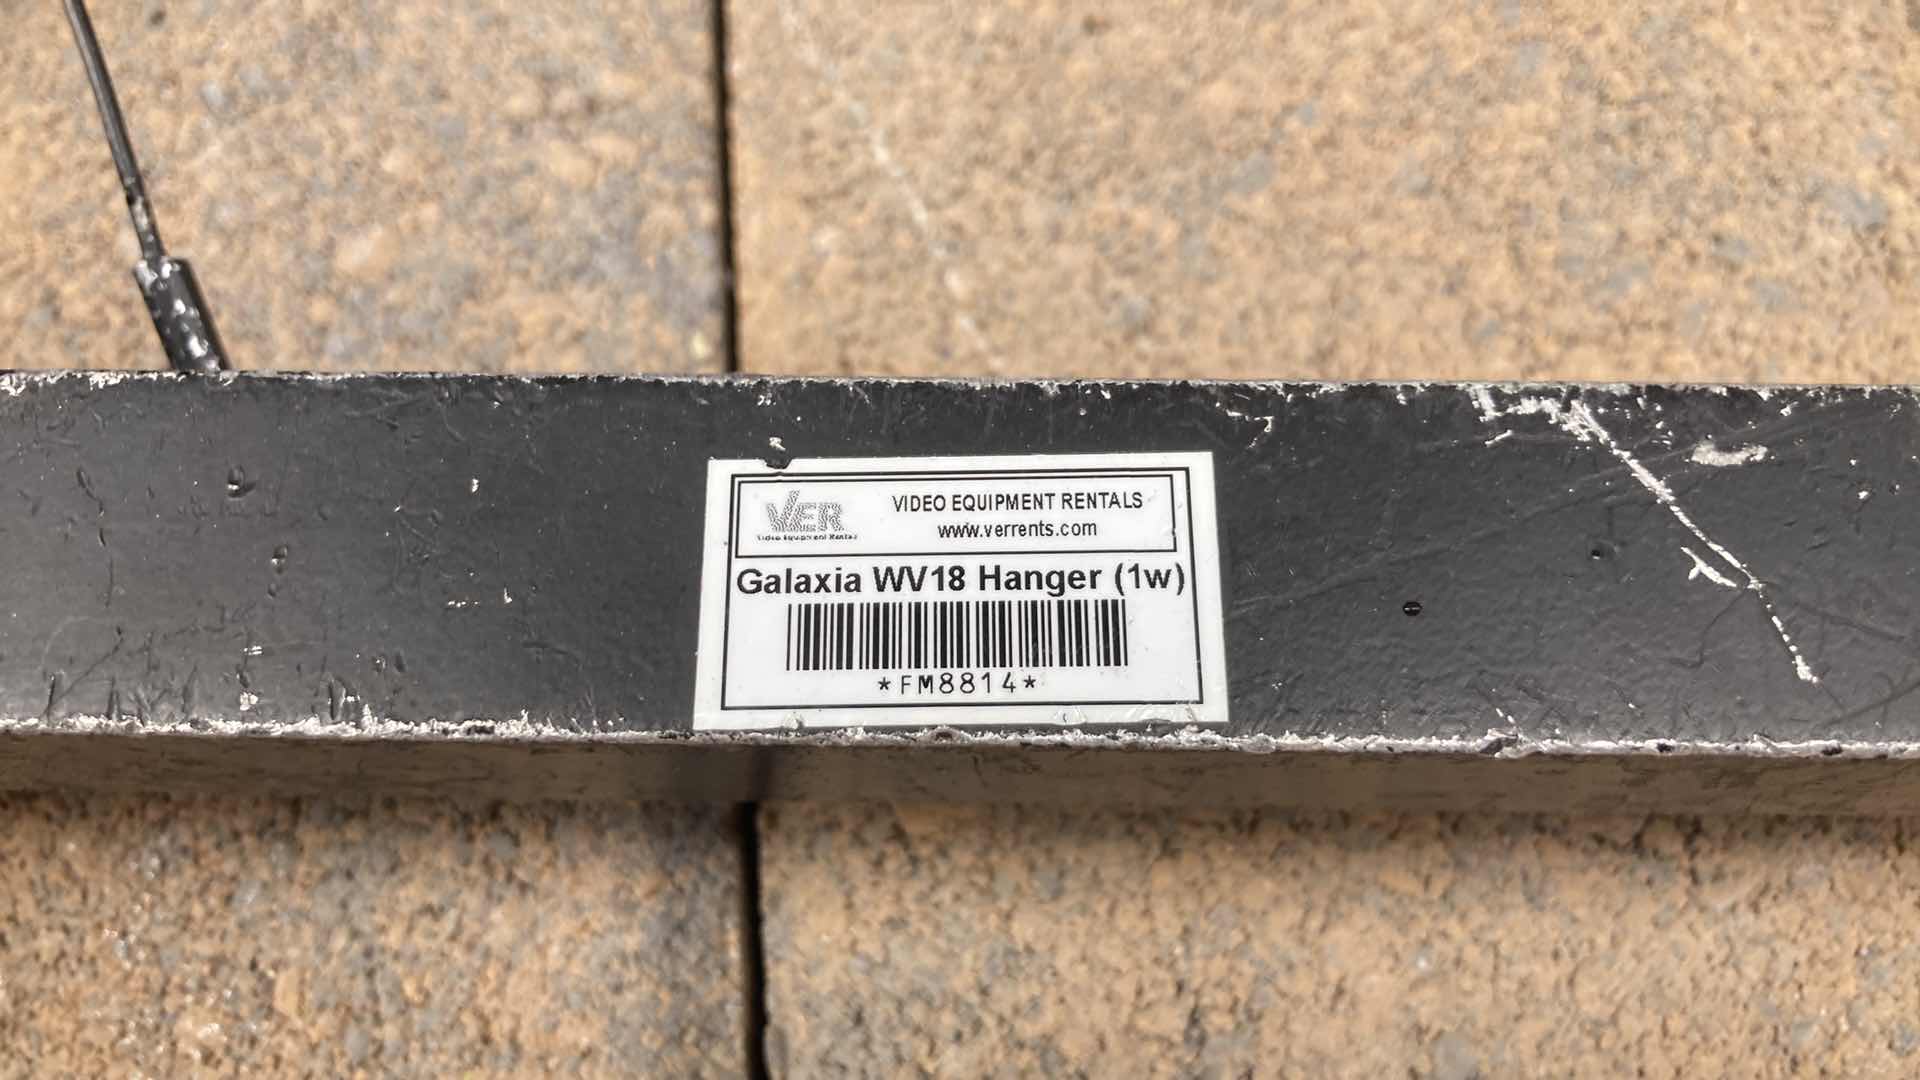 VER
Video Equipment Rentals
VIDEO EQUIPMENT RENTALS
www.verrents.com
Galaxia WV18 Hanger (1w)
*FM8814*